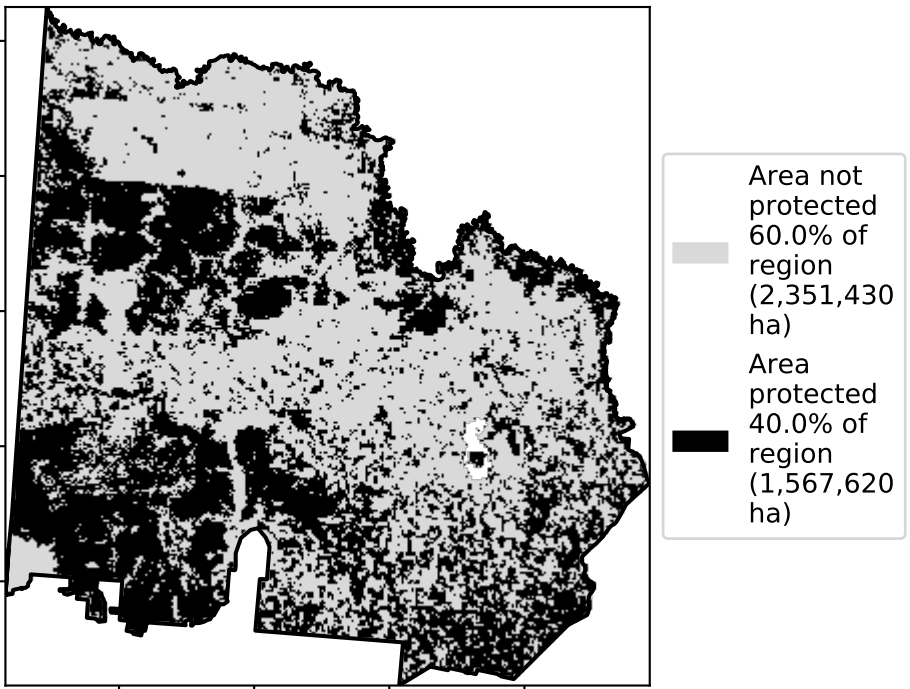 Area not
protected
60.0% of
region
(2,351,430
ha)
Area
protected
40.0% of
region
(1,567,620
ha)